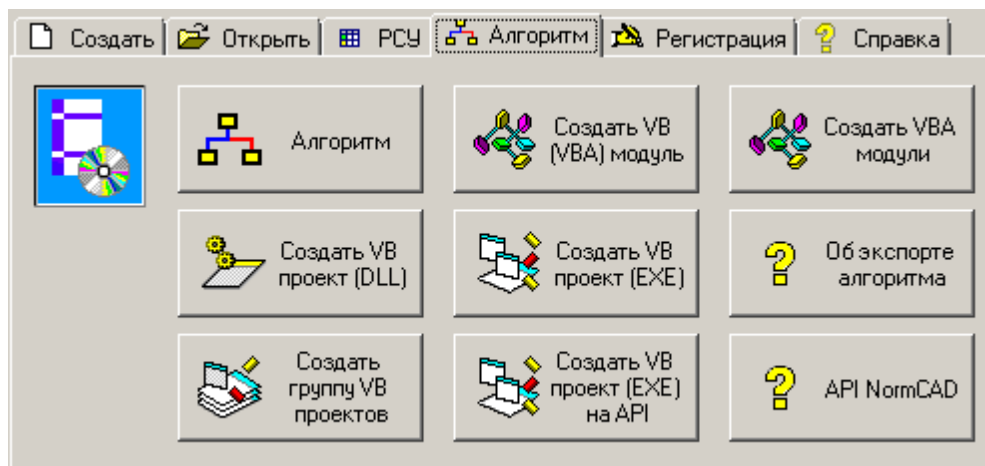 Создать Открыть РСУ Алгоритм Регистрация Справка
Алгоритм
Создать VB
(VBA) модуль
Создать VBA
модули
Создать VB
проект (DLL)
Создать VB
проект (EXE)
Об экспорте
алгоритма
Создать
группу VB
проектов
Создать VB
проект (EXE)
на API
API NormCAD